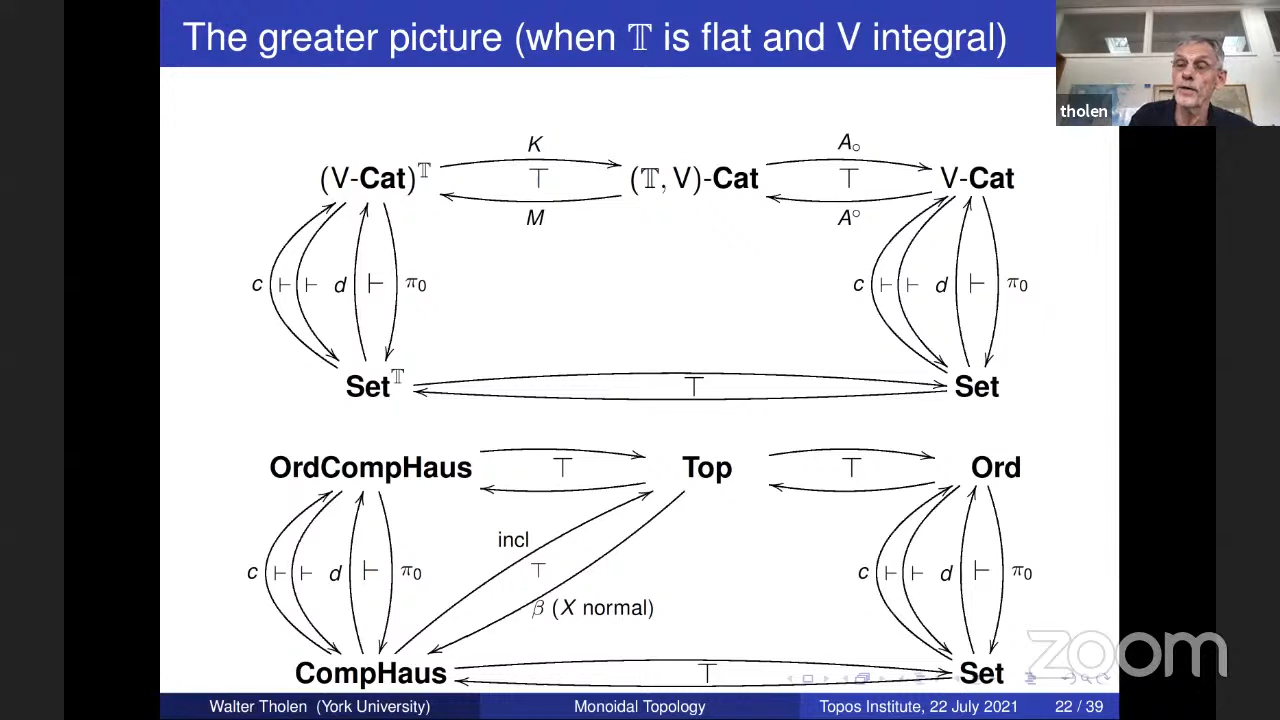 The greater picture (when 𝕋 is flat and V integral)
tholen
K A∘
(V-Cat)^𝕋 ⊤ (𝕋, V)-Cat ⊤ V-Cat
M A°
c ⊣ ⊢ d ⊢ π₀ c ⊣ ⊢ d ⊢ π₀
Set^𝕋 ⊤ Set
OrdCompHaus ⊤ Top ⊤ Ord
incl
c ⊢ ⊢ d ⊢ π₀ ⊤ c ⊢ ⊢ d ⊢ π₀
β (X normal)
zoom
CompHaus ⊤ Set
Walter Tholen (York University) Monoidal Topology Topos Institute, 22 July 2021 22 / 39